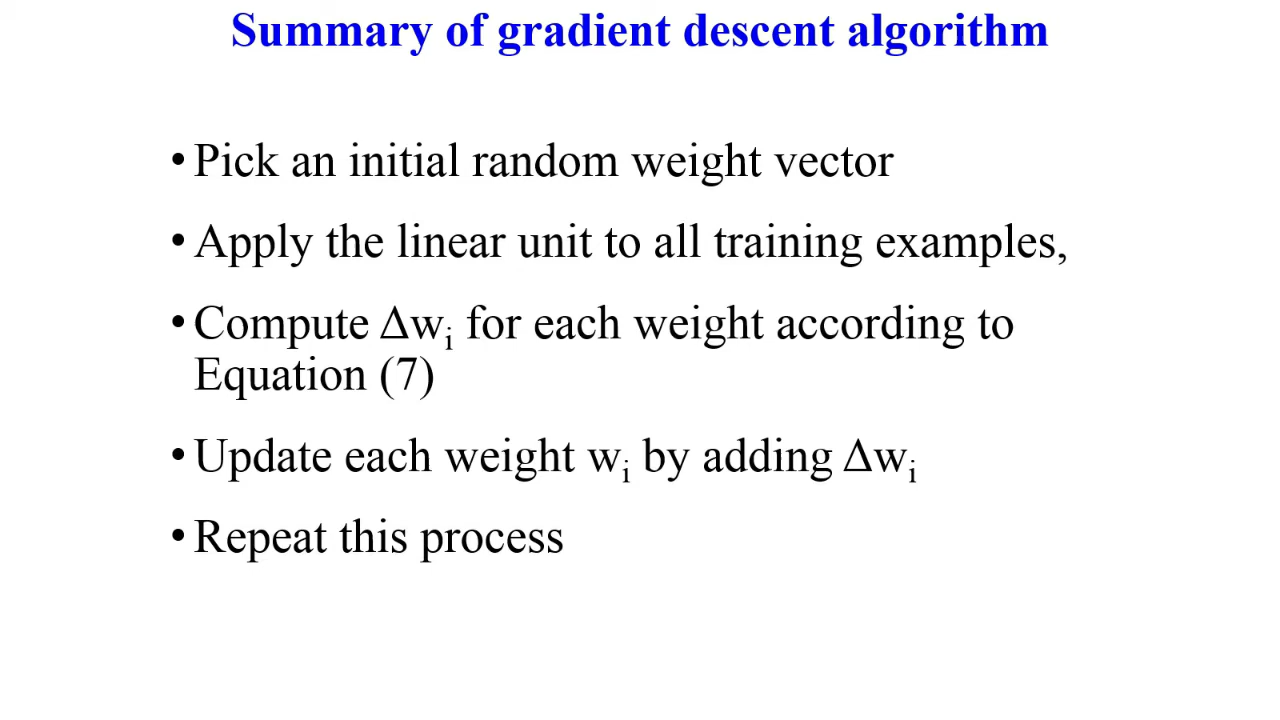 Summary of gradient descent algorithm
• Pick an initial random weight vector
• Apply the linear unit to all training examples,
• Compute Δwᵢ for each weight according to
Equation (7)
• Update each weight wᵢ by adding Δwᵢ
• Repeat this process